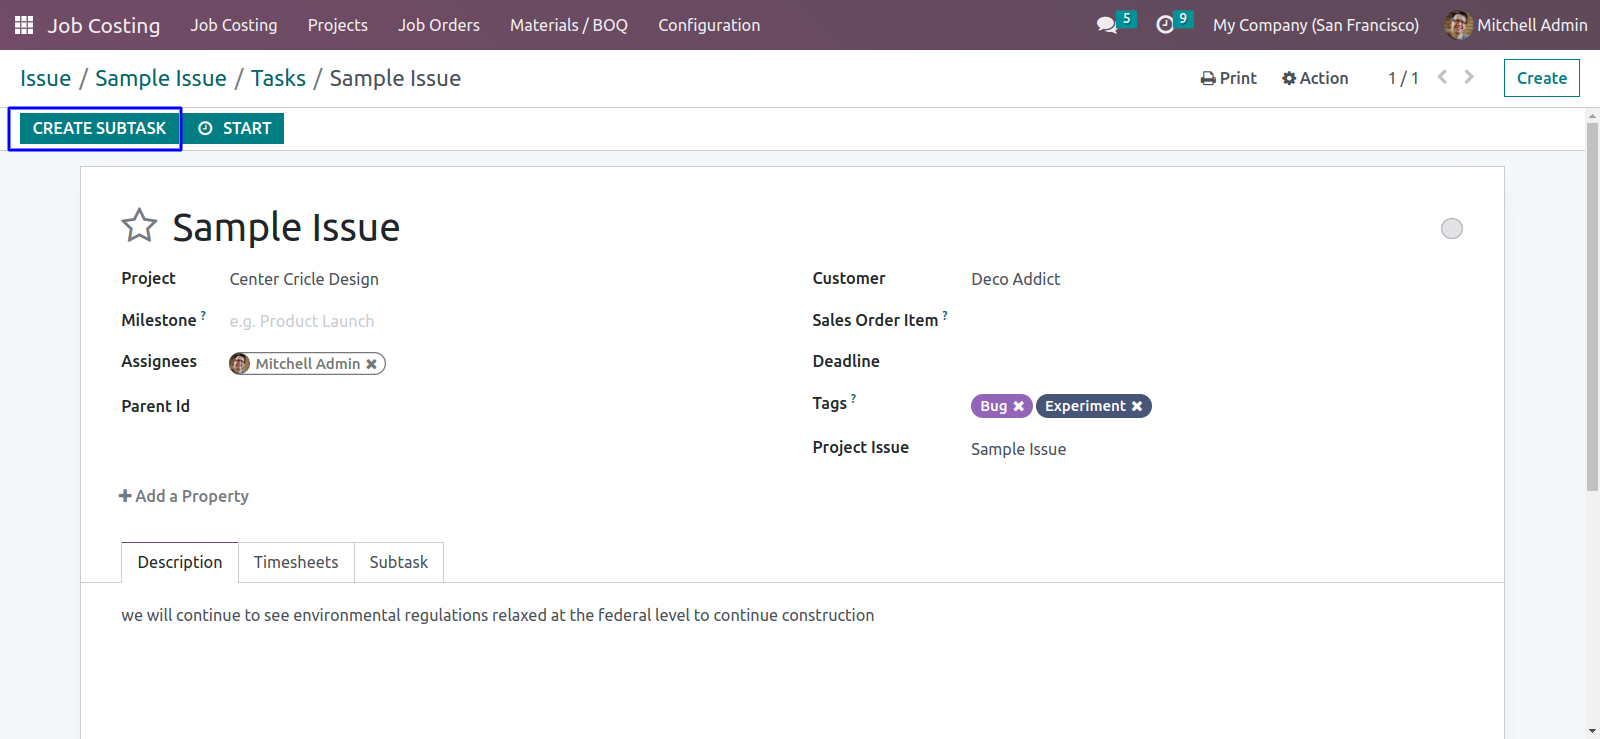 Job Costing Job Costing Projects Job Orders Materials / BOQ Configuration 5 9 My Company (San Francisco) Mitchell Admin
Issue / Sample Issue / Tasks / Sample Issue Print Action 1 / 1 Create
CREATE SUBTASK START
Sample Issue
Project Center Cricle Design Customer Deco Addict
Milestone ? e.g. Product Launch Sales Order Item ?
Assignees Mitchell Admin Deadline
Parent Id Tags ? Bug Experiment
Project Issue Sample Issue
Add a Property
Description Timesheets Subtask
we will continue to see environmental regulations relaxed at the federal level to continue construction